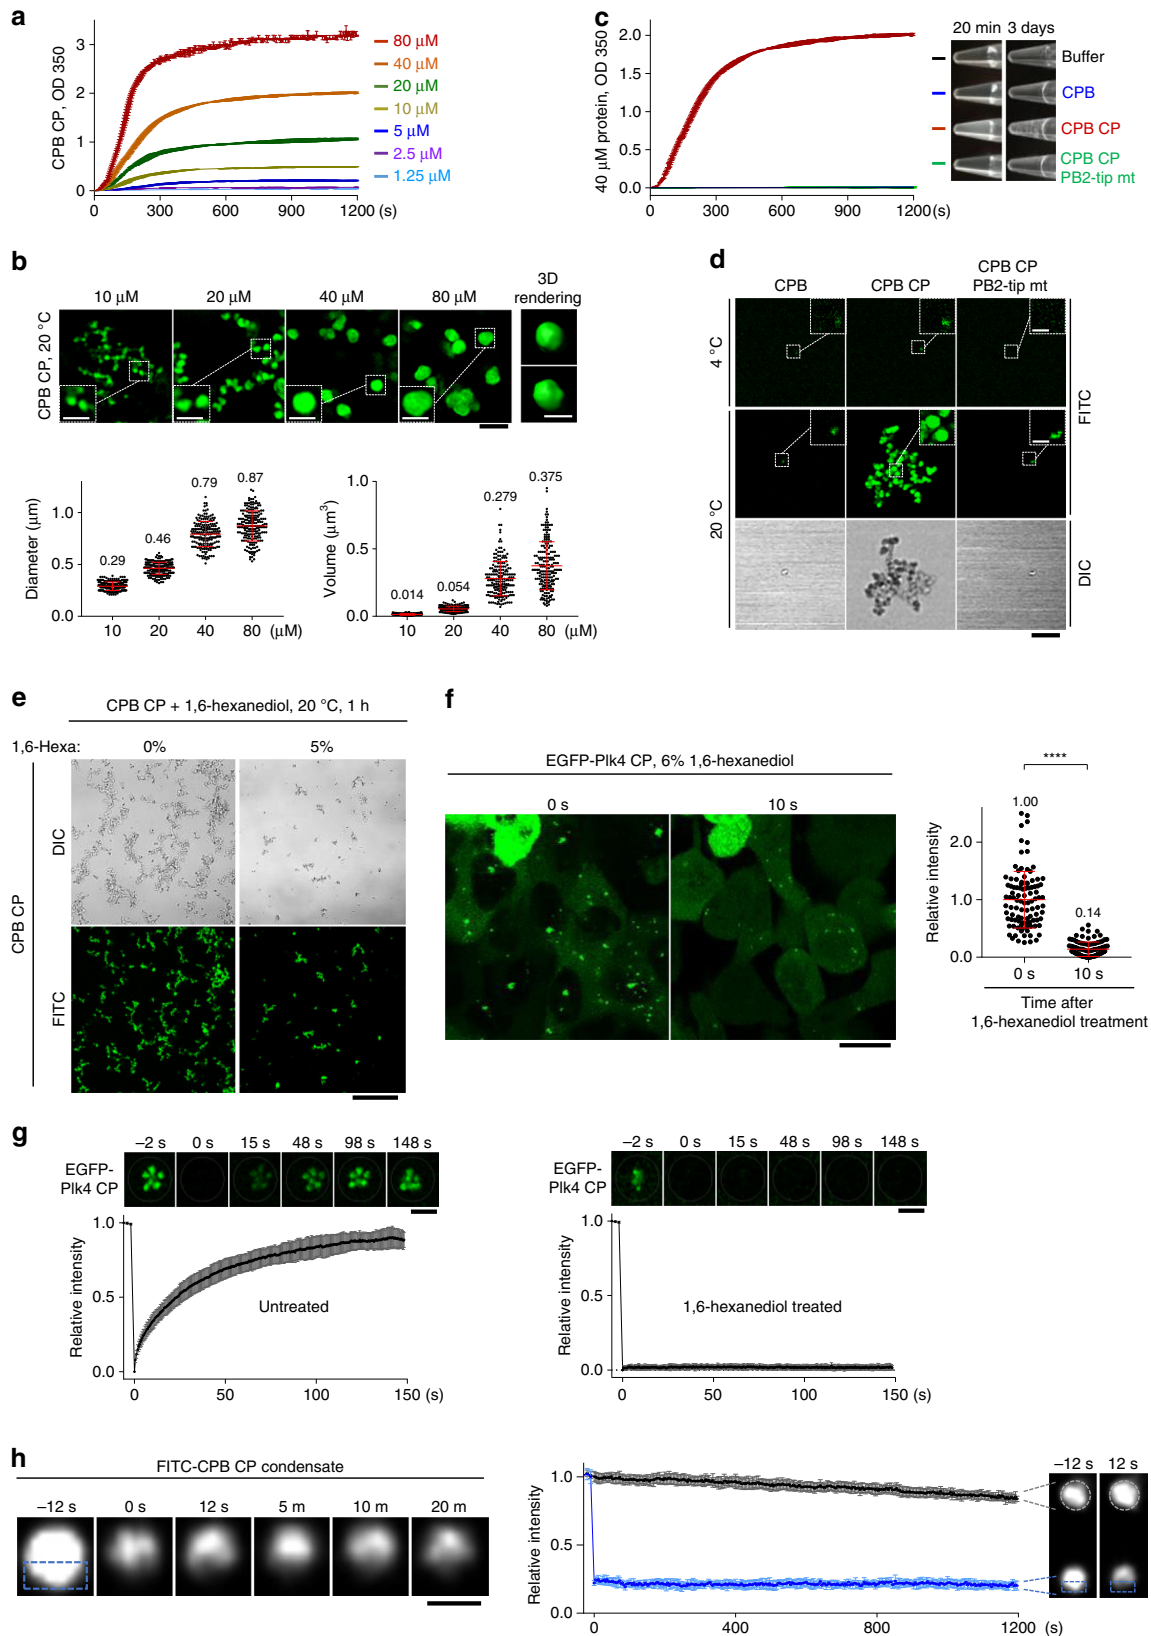 a
CPB CP, OD 350
3
2
1
0
0 300 600 900 1200 (s)
80 μM
40 μM
20 μM
10 μM
5 μM
2.5 μM
1.25 μM
c
40 μM protein, OD 350
2.0
1.5
1.0
0.5
0.0
0 300 600 900 1200 (s)
20 min 3 days
Buffer
CPB
CPB CP
CPB CP
PB2-tip mt
b
10 μM 20 μM 40 μM 80 μM
3D
rendering
CPB CP, 20 °C
Diameter (μm)
1.0
0.5
0.0
0.29 0.46 0.79 0.87
10 20 40 80 (μM)
Volume (μm³)
1.0
0.5
0.0
0.014 0.054 0.279 0.375
10 20 40 80 (μM)
d
CPB CPB CP
CPB CP
PB2-tip mt
4 °C
20 °C
FITC
DIC
e
CPB CP + 1,6-hexanediol, 20 °C, 1 h
1,6-Hexa: 0% 5%
CPB CP
DIC
FITC
f
EGFP-Plk4 CP, 6% 1,6-hexanediol
0 s 10 s
Relative intensity
2.0
1.0
0.0
****
1.00
0.14
0 s 10 s
Time after
1,6-hexanediol treatment
g
–2 s 0 s 15 s 48 s 98 s 148 s
EGFP-
Plk4 CP
Relative intensity
1.0
0.5
0.0
Untreated
0 50 100 150 (s)
–2 s 0 s 15 s 48 s 98 s 148 s
EGFP-
Plk4 CP
Relative intensity
1.0
0.5
0.0
1,6-hexanediol treated
0 50 100 150 (s)
h
FITC-CPB CP condensate
–12 s 0 s 12 s 5 m 10 m 20 m
Relative intensity
1.0
0.5
0.0
0 400 800 1200 (s)
–12 s 12 s